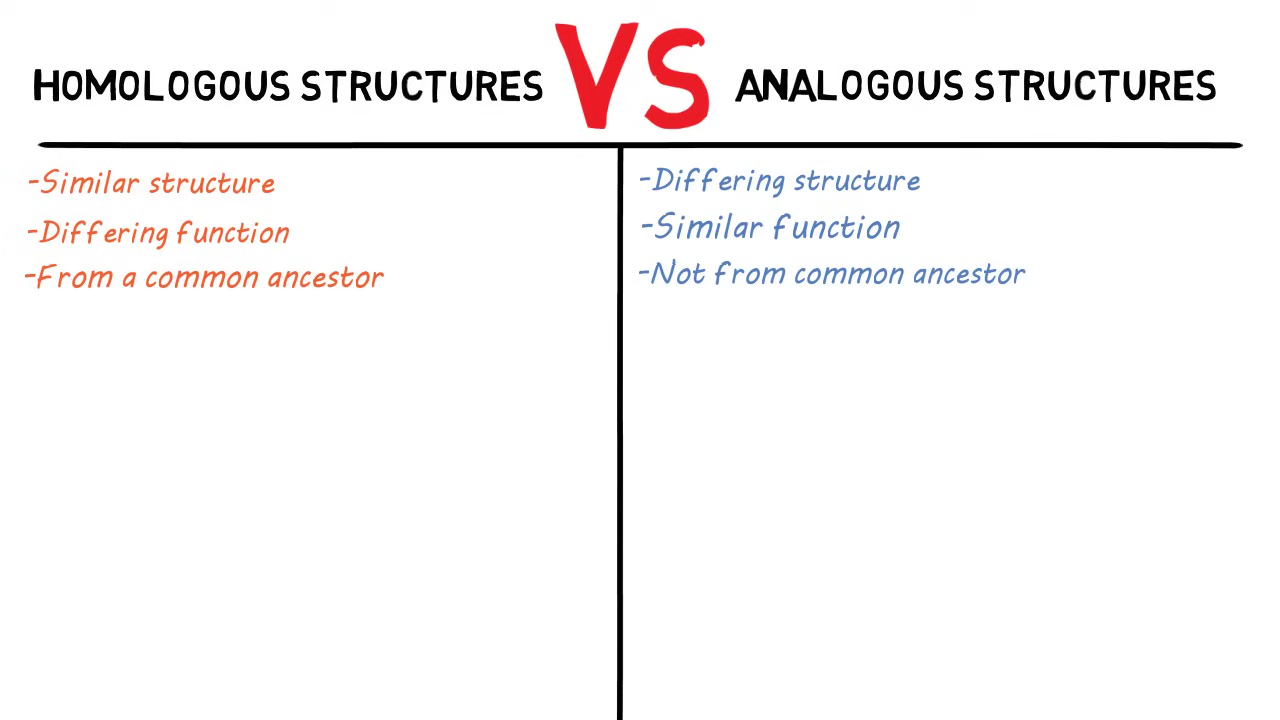 HOMOLOGOUS STRUCTURES VS ANALOGOUS STRUCTURES
-Similar structure
-Differing function
-From a common ancestor
-Differing structure
-Similar function
-Not from common ancestor